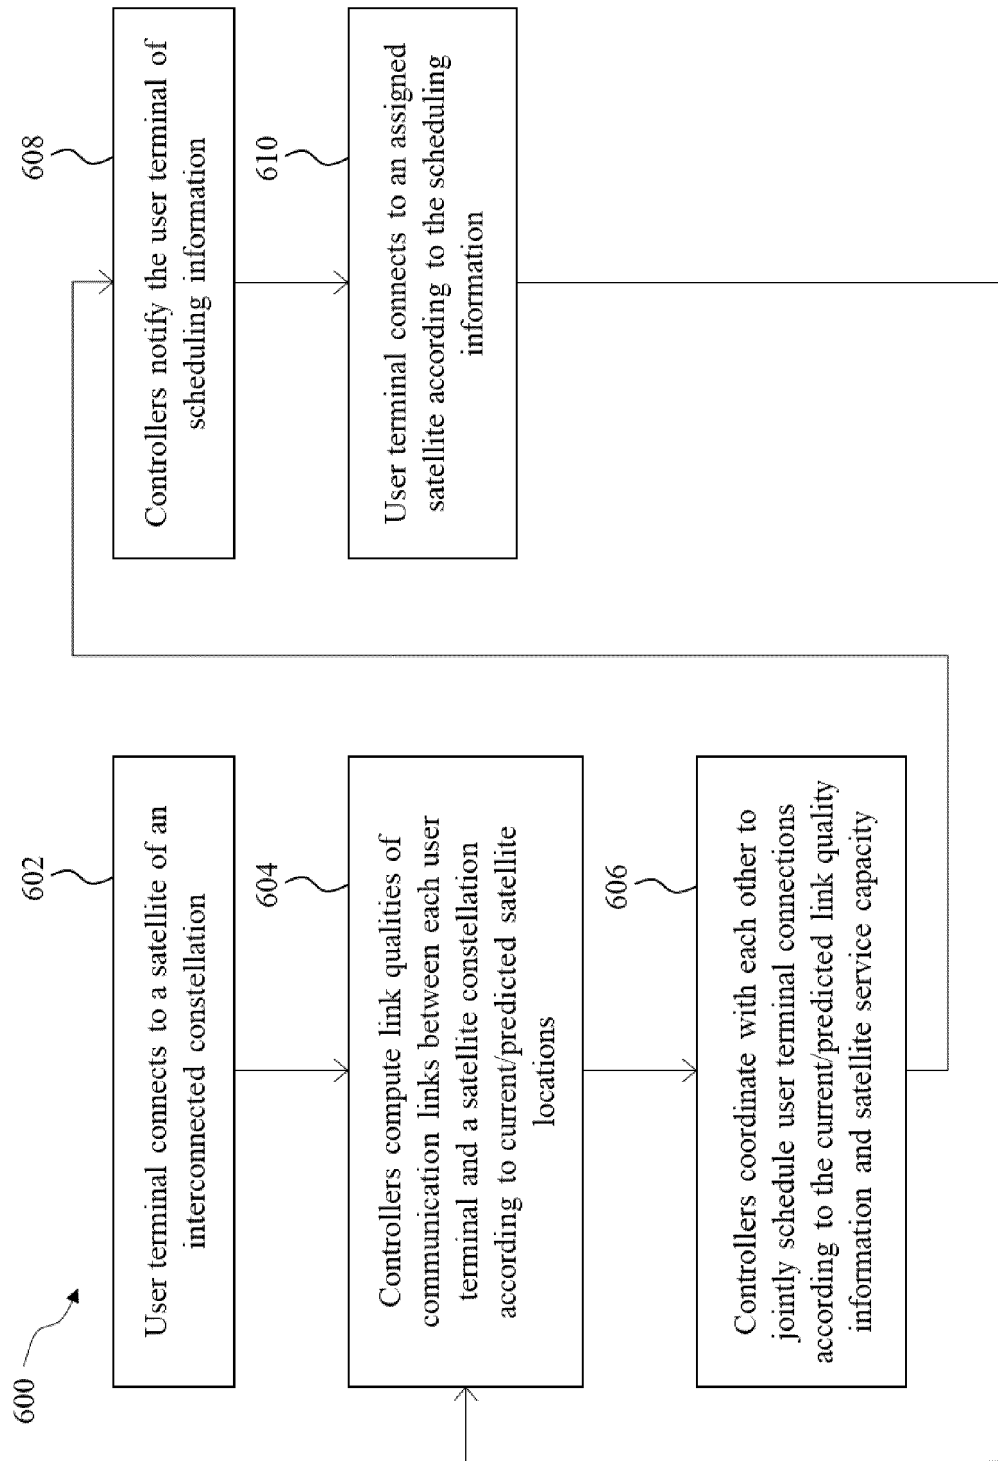 600
602
User terminal connects to a satellite of an
interconnected constellation
604
Controllers compute link qualities of
communication links between each user
terminal and a satellite constellation
according to current/predicted satellite
locations
606
Controllers coordinate with each other to
jointly schedule user terminal connections
according to the current/predicted link quality
information and satellite service capacity
608
Controllers notify the user terminal of
scheduling information
610
User terminal connects to an assigned
satellite according to the scheduling
information